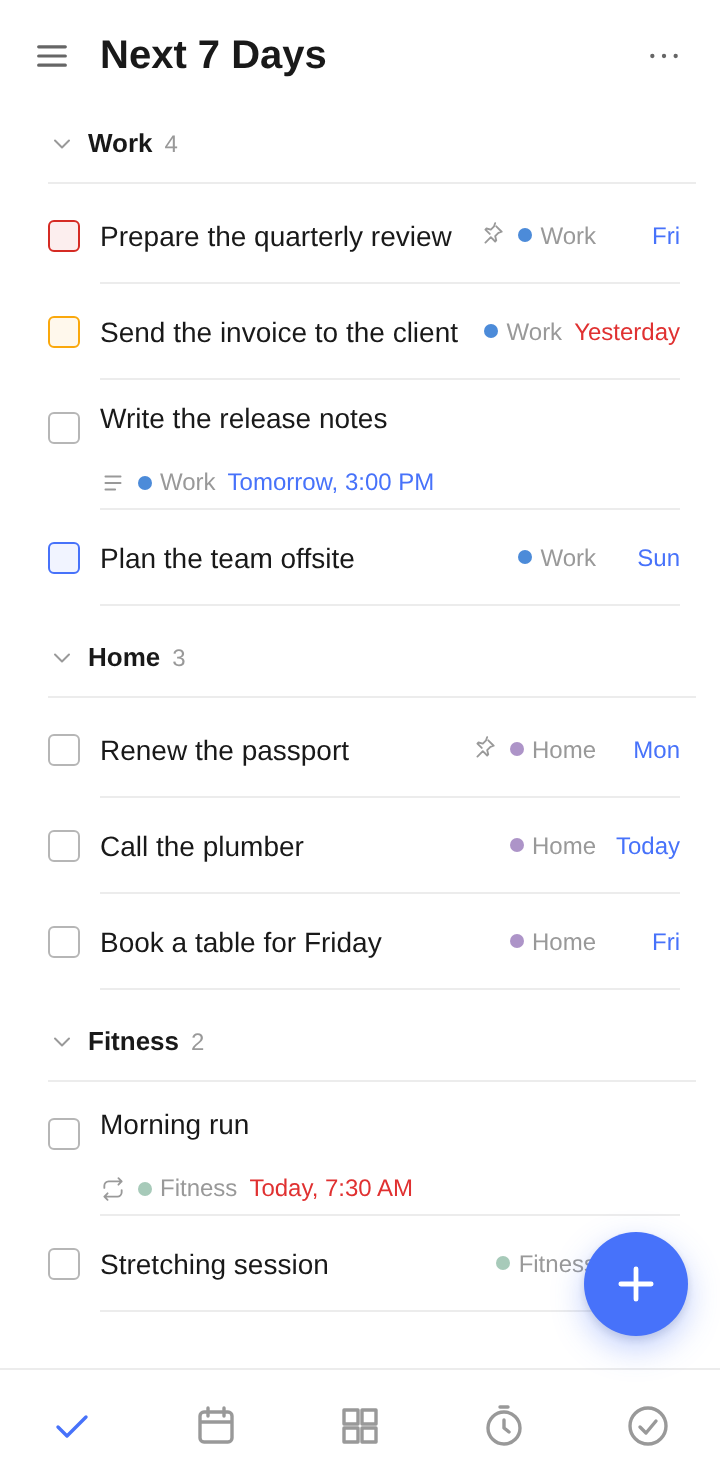 Next 7 Days
Work 4
Prepare the quarterly review Work Fri
Send the invoice to the client Work Yesterday
Write the release notes
Work Tomorrow, 3:00 PM
Plan the team offsite Work Sun
Home 3
Renew the passport Home Mon
Call the plumber Home Today
Book a table for Friday Home Fri
Fitness 2
Morning run
Fitness Today, 7:30 AM
Stretching session Fitness